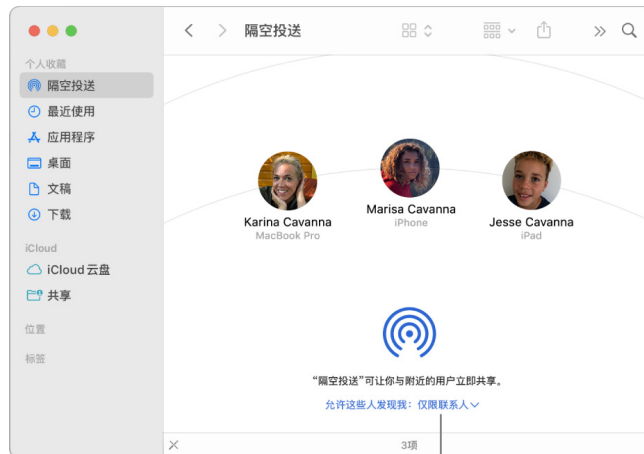 隔空投送
个人收藏
隔空投送
最近使用
应用程序
桌面
文稿
下载
iCloud
iCloud 云盘
共享
位置
标签
Karina Cavanna
MacBook Pro
Marisa Cavanna
iPhone
Jesse Cavanna
iPad
“隔空投送”可让你与附近的用户立即共享。
允许这些人发现我：仅限联系人
3项